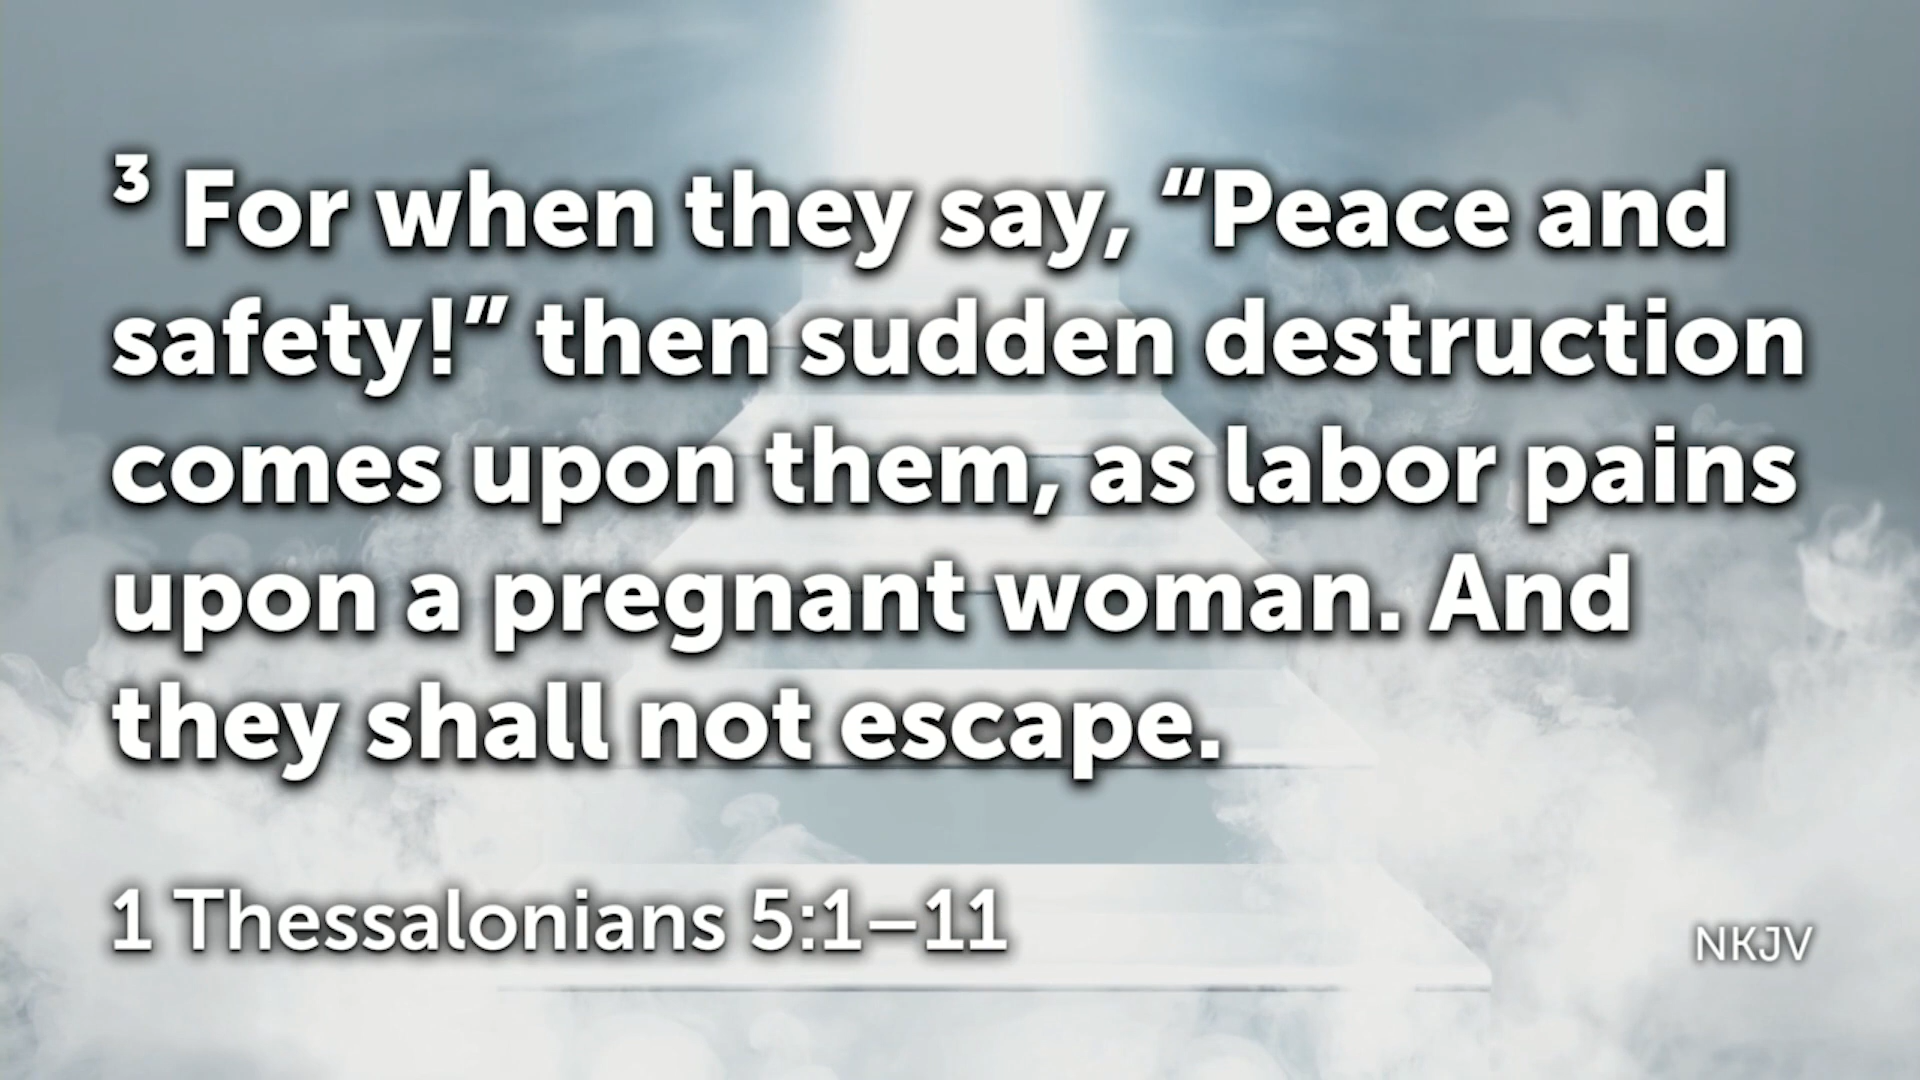 ³ For when they say, “Peace and
safety!” then sudden destruction
comes upon them, as labor pains
upon a pregnant woman. And
they shall not escape.
1 Thessalonians 5:1–11
NKJV